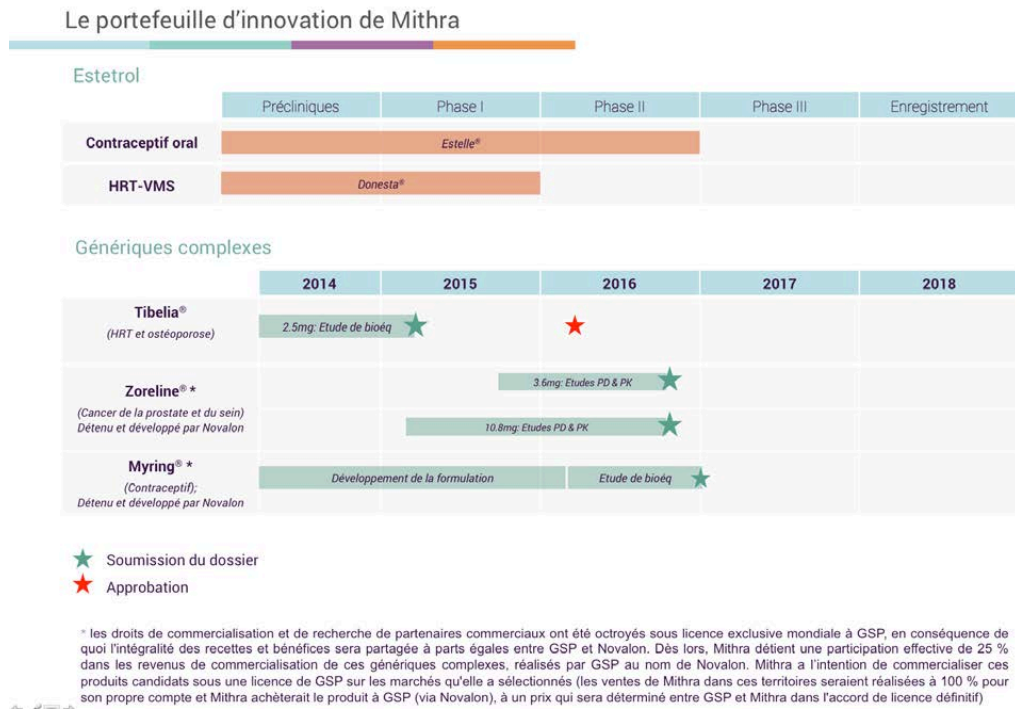 Le portefeuille d’innovation de Mithra
Estetrol
Précliniques Phase I Phase II Phase III Enregistrement
Contraceptif oral Estelle®
HRT-VMS Donesta®
Génériques complexes
2014 2015 2016 2017 2018
Tibelia®
(HRT et ostéoporose)
2.5mg: Etude de bioéq
Zoreline® *
(Cancer de la prostate et du sein)
Détenu et développé par Novalon
3.6mg: Etudes PD & PK
10.8mg: Etudes PD & PK
Myring® *
(Contraceptif);
Détenu et développé par Novalon
Développement de la formulation Etude de bioéq
Soumission du dossier
Approbation
* les droits de commercialisation et de recherche de partenaires commerciaux ont été octroyés sous licence exclusive mondiale à GSP, en conséquence de
quoi l'intégralité des recettes et bénéfices sera partagée à parts égales entre GSP et Novalon. Dès lors, Mithra détient une participation effective de 25 %
dans les revenus de commercialisation de ces génériques complexes, réalisés par GSP au nom de Novalon. Mithra a l’intention de commercialiser ces
produits candidats sous une licence de GSP sur les marchés qu'elle a sélectionnés (les ventes de Mithra dans ces territoires seraient réalisées à 100 % pour
son propre compte et Mithra achèterait le produit à GSP (via Novalon), à un prix qui sera déterminé entre GSP et Mithra dans l'accord de licence définitif)